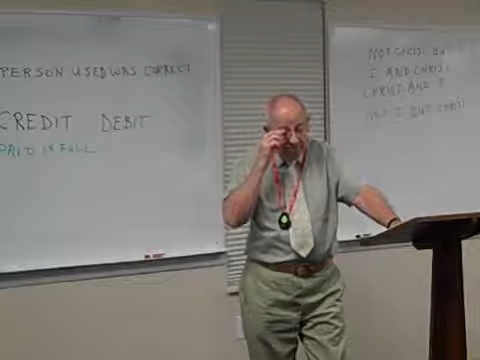 PERSON USED WAS CORRECT
CREDIT DEBIT
PAID IN FULL
NOT CHRIST BUT
I AND CHRIST
CHRIST AND I
NOT I BUT CHRIST